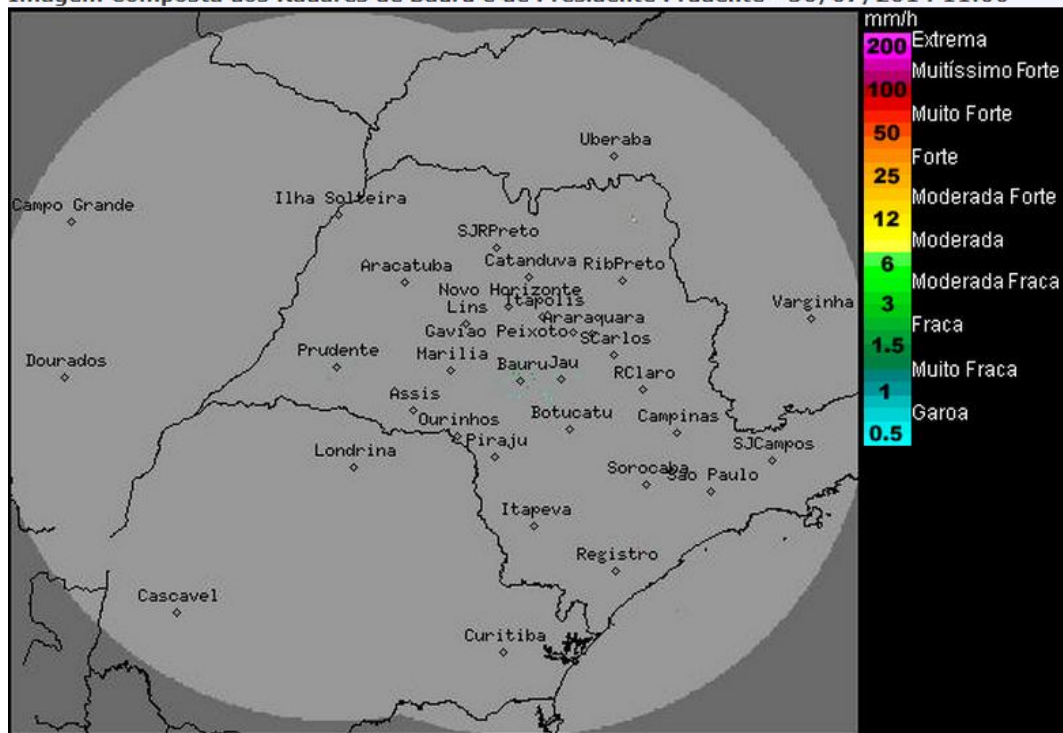 Imagem Composta dos Radares de Bauru e de Presidente Prudente - 30/07/2014 11:00
mm/h
200 Extrema
Muitíssimo Forte
100
Muito Forte
50
Forte
25
Moderada Forte
12
Moderada
6
Moderada Fraca
3
Fraca
1.5
Muito Fraca
1
Garoa
0.5
Uberaba
Ilha Solteira
Campo Grande
SJRPreto
Catanduva
RibPreto
Aracatuba
Novo Horizonte
Itapolis
Lins
Varginha
Araraquara
Gaviao Peixoto
SCarlos
Prudente
Marilia
Dourados
Bauru
Jau
RClaro
Assis
Ourinhos
Botucatu
Campinas
Piraju
Londrina
SJCampos
Sorocaba
Sao Paulo
Itapeva
Registro
Cascavel
Curitiba